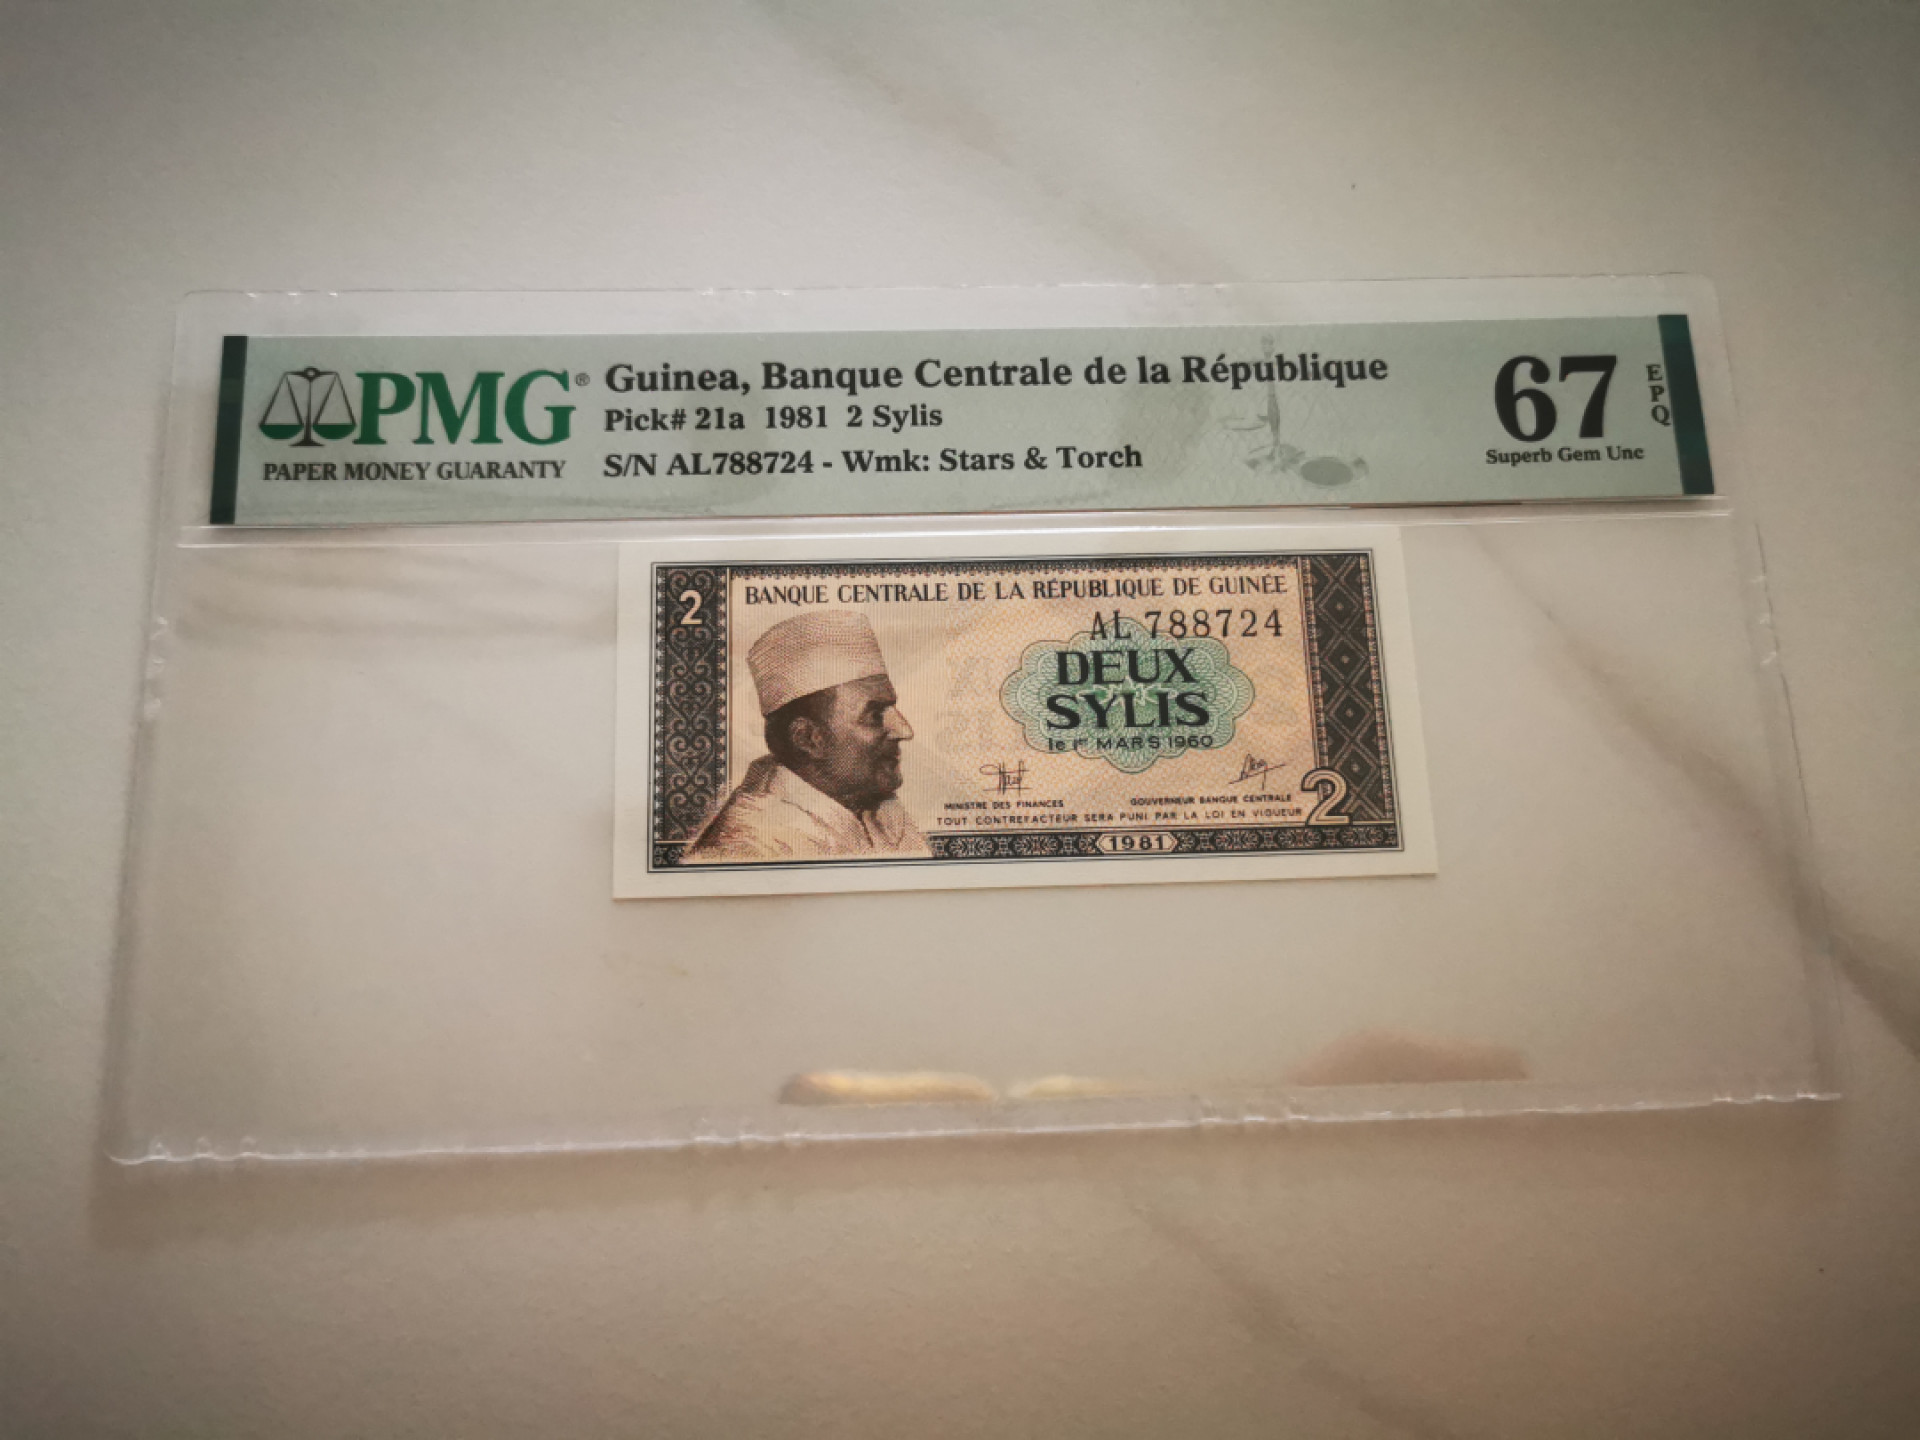 PMG®
PAPER MONEY GUARANTY
Guinea, Banque Centrale de la République
Pick# 21a 1981 2 Sylis
S/N AL788724 - Wmk: Stars & Torch
67
EPQ
Superb Gem Unc
2
BANQUE CENTRALE DE LA RÉPUBLIQUE DE GUINÉE
AL 788724
DEUX
SYLIS
le 1er MARS 1960
MINISTRE DES FINANCES
GOUVERNEUR BANQUE CENTRALE
TOUT CONTREFACTEUR SERA PUNI PAR LA LOI EN VIGUEUR
2
1981